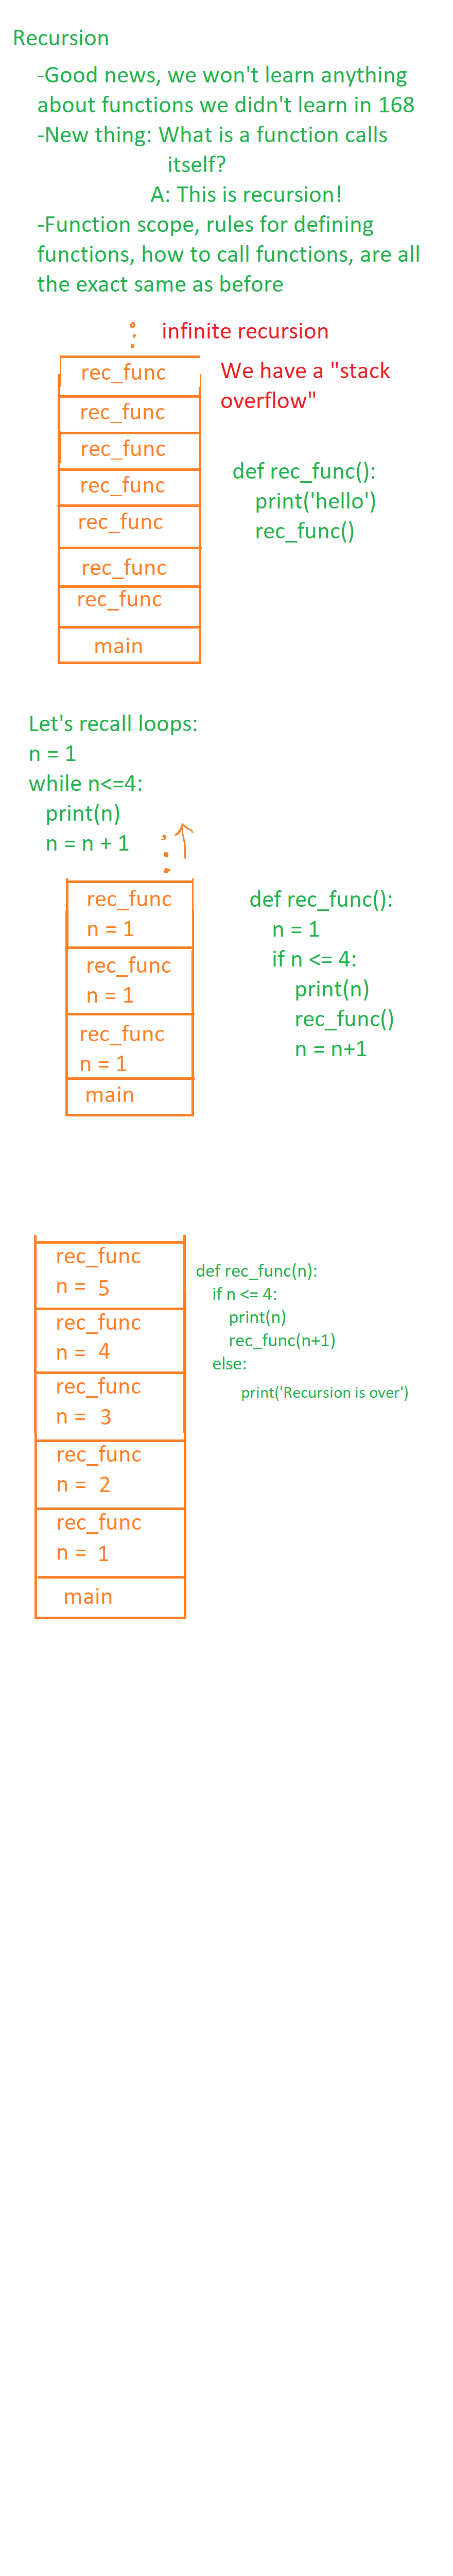 Recursion
-Good news, we won't learn anything
about functions we didn't learn in 168
-New thing: What is a function calls
itself?
A: This is recursion!
-Function scope, rules for defining
functions, how to call functions, are all
the exact same as before
infinite recursion
We have a "stack
overflow"
rec_func
rec_func
rec_func
rec_func
rec_func
rec_func
rec_func
main
def rec_func():
print('hello')
rec_func()
Let's recall loops:
n = 1
while n<=4:
print(n)
n = n + 1
rec_func
n = 1
rec_func
n = 1
rec_func
n = 1
main
def rec_func():
n = 1
if n <= 4:
print(n)
rec_func()
n = n+1
rec_func
n = 5
rec_func
n = 4
rec_func
n = 3
rec_func
n = 2
rec_func
n = 1
main
def rec_func(n):
if n <= 4:
print(n)
rec_func(n+1)
else:
print('Recursion is over')